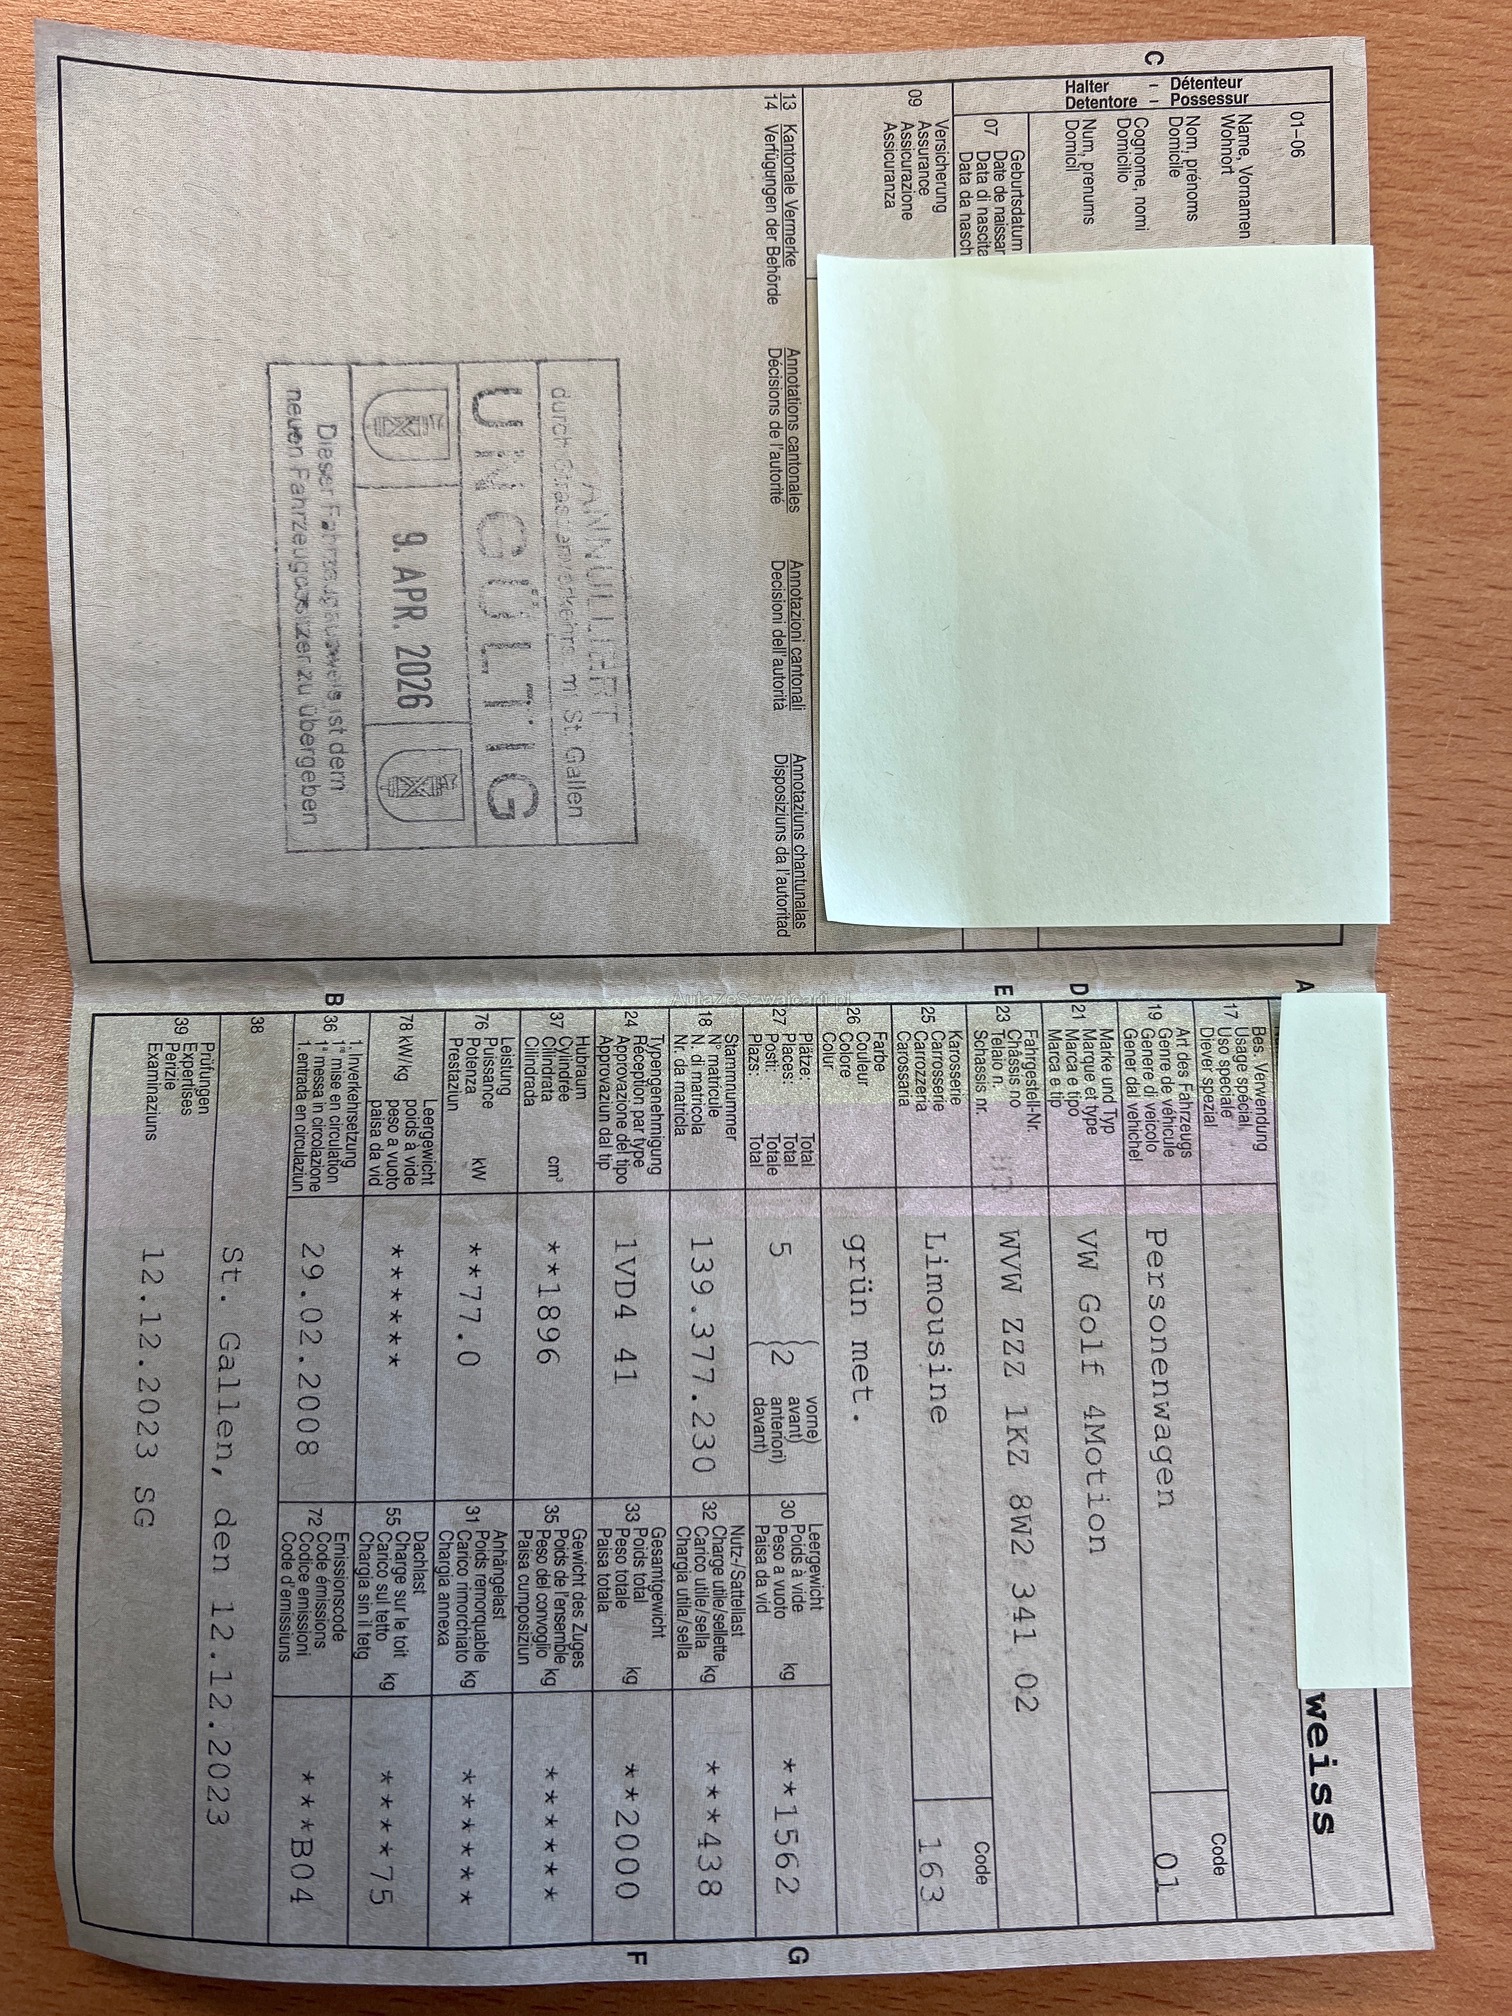 C
Halter - Détenteur
Detentore - Possessur
01–06
Name, Vornamen
Wohnort
Nom, prénoms
Domicile
Cognome, nomi
Domicilio
Num, prenums
Domicil
07
Geburtsdatum
Date de naissan
Data di nascita
Data da nasch
09
Versicherung
Assurance
Assicurazione
Assicuranza
13 Kantonale Vermerke
14 Verfügungen der Behörde
Annotations cantonales
Décisions de l'autorité
Annotazioni cantonali
Decisioni dell'autorità
Annotaziuns chantunalas
Disposiziuns da l'autoritad
ANNULLIERT
durch Strassenverkehrsamt St. Gallen
UNGÜLTIG
9. APR. 2026
Dieser Fahrzeugausweis ist dem
neuen Fahrzeugausweis zu übergeben
A
weiss
17
Bes. Verwendung
Usage spécial
Uso speciale
Diever spezial
19
Art des Fahrzeugs
Genre de véhicule
Genere di veicolo
Gener dal vehichel
Personenwagen
Code
01
D 21
Marke und Typ
Marque et type
Marca e tipo
Marca e tip
VW Golf 4Motion
E 23
Fahrgestell-Nr.
Châssis no
Telaio n.
Schassis nr.
WVW ZZZ 1KZ 8W2 341 02
25
Karosserie
Carrosserie
Carrozzeria
Carossaria
Limousine
Code
163
26
Farbe
Couleur
Colore
Colur
grün met.
27
Plätze: Total
Places: Total
Posti: Totale
Plazs: Total
5
(2
vorne)
avant)
anteriori)
davant)
30
Leergewicht
Poids à vide
Peso a vuoto
Paisa da vid
kg
**1562
G
18
Stammnummer
N° matricule
N. di matricola
Nr. da matricla
139.377.230
32
Nutz-/Sattellast
Charge utile/sellette
Carico utile/sella
Chargia utila/sella
kg
***438
24
Typengenehmigung
Réception par type
Approvazione del tipo
Approvaziun dal tip
1VD4 41
33
Gesamtgewicht
Poids total
Peso totale
Paisa totala
kg
**2000
F
37
Hubraum
Cylindrée
Cilindrata
Cilindrada
cm³
**1896
35
Gewicht des Zuges
Poids de l'ensemble
Peso del convoglio
Paisa cumposiziun
kg
******
76
Leistung
Puissance
Potenza
Prestaziun
kW
**77.0
31
Anhängelast
Poids remorquable
Carico rimorchiato
Chargia annexa
kg
******
78 kW/kg
Leergewicht
poids à vide
peso a vuoto
paisa da vid
******
55
Dachlast
Charge sur le toit
Carico sul tetto
Chargia sin il tetg
kg
****75
B 36
1. Inverkehrsetzung
1re mise en circulation
1a messa in circolazione
1. entrada en circulaziun
29.02.2008
72
Emissionscode
Code émissions
Codice emissioni
Code d'emissiuns
***B04
38
St. Gallen, den 12.12.2023
39
Prüfungen
Expertises
Perizie
Examinaziuns
12.12.2023 SG
AutaZeSzwajcarii.pl